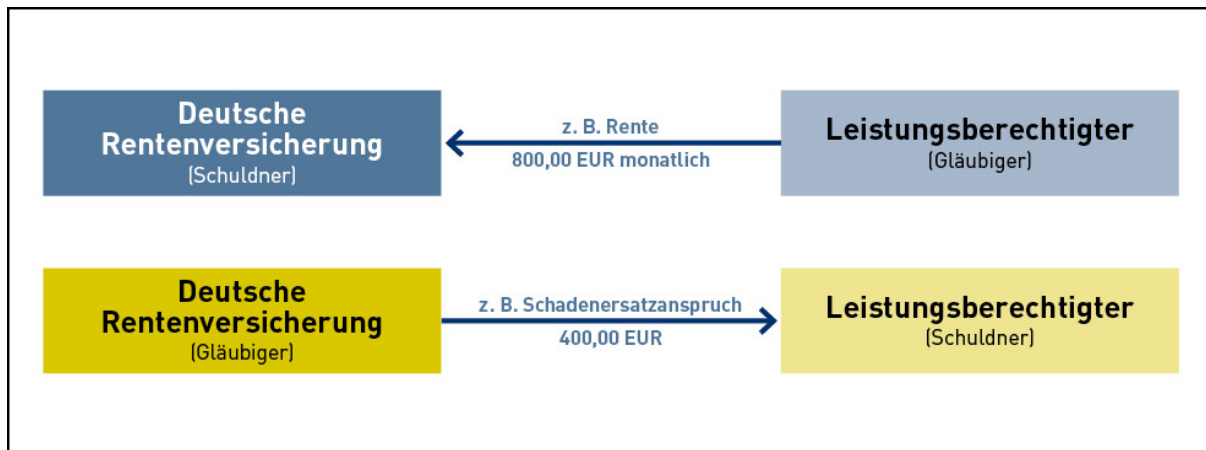 Deutsche
Rentenversicherung
(Schuldner)
z. B. Rente
800,00 EUR monatlich
Leistungsberechtigter
(Gläubiger)
Deutsche
Rentenversicherung
(Gläubiger)
z. B. Schadenersatzanspruch
400,00 EUR
Leistungsberechtigter
(Schuldner)